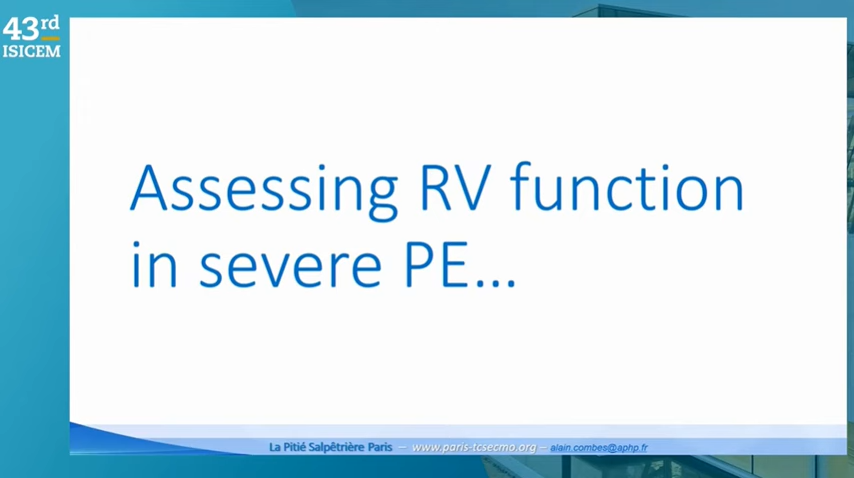 43rd
ISICEM
Assessing RV function
in severe PE...
La Pitié Salpêtrière Paris – www.paris-tcsecmo.org – alain.combes@aphp.fr